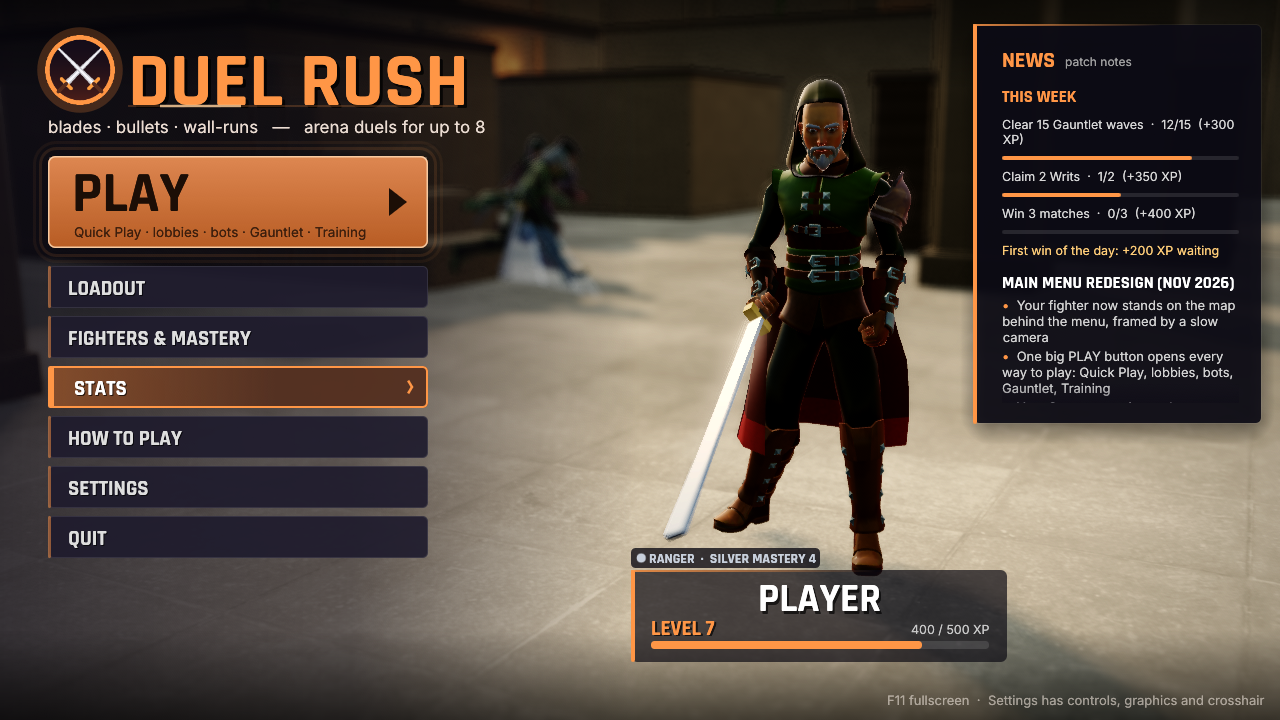 DUEL RUSH
blades · bullets · wall-runs — arena duels for up to 8
PLAY
Quick Play · lobbies · bots · Gauntlet · Training
LOADOUT
FIGHTERS & MASTERY
STATS
HOW TO PLAY
SETTINGS
QUIT
RANGER · SILVER MASTERY 4
PLAYER
LEVEL 7
400 / 500 XP
NEWS patch notes
THIS WEEK
Clear 15 Gauntlet waves · 12/15 (+300
XP)
Claim 2 Writs · 1/2 (+350 XP)
Win 3 matches · 0/3 (+400 XP)
First win of the day: +200 XP waiting
MAIN MENU REDESIGN (NOV 2026)
• Your fighter now stands on the map
behind the menu, framed by a slow
camera
• One big PLAY button opens every
way to play: Quick Play, lobbies, bots,
Gauntlet, Training
F11 fullscreen · Settings has controls, graphics and crosshair